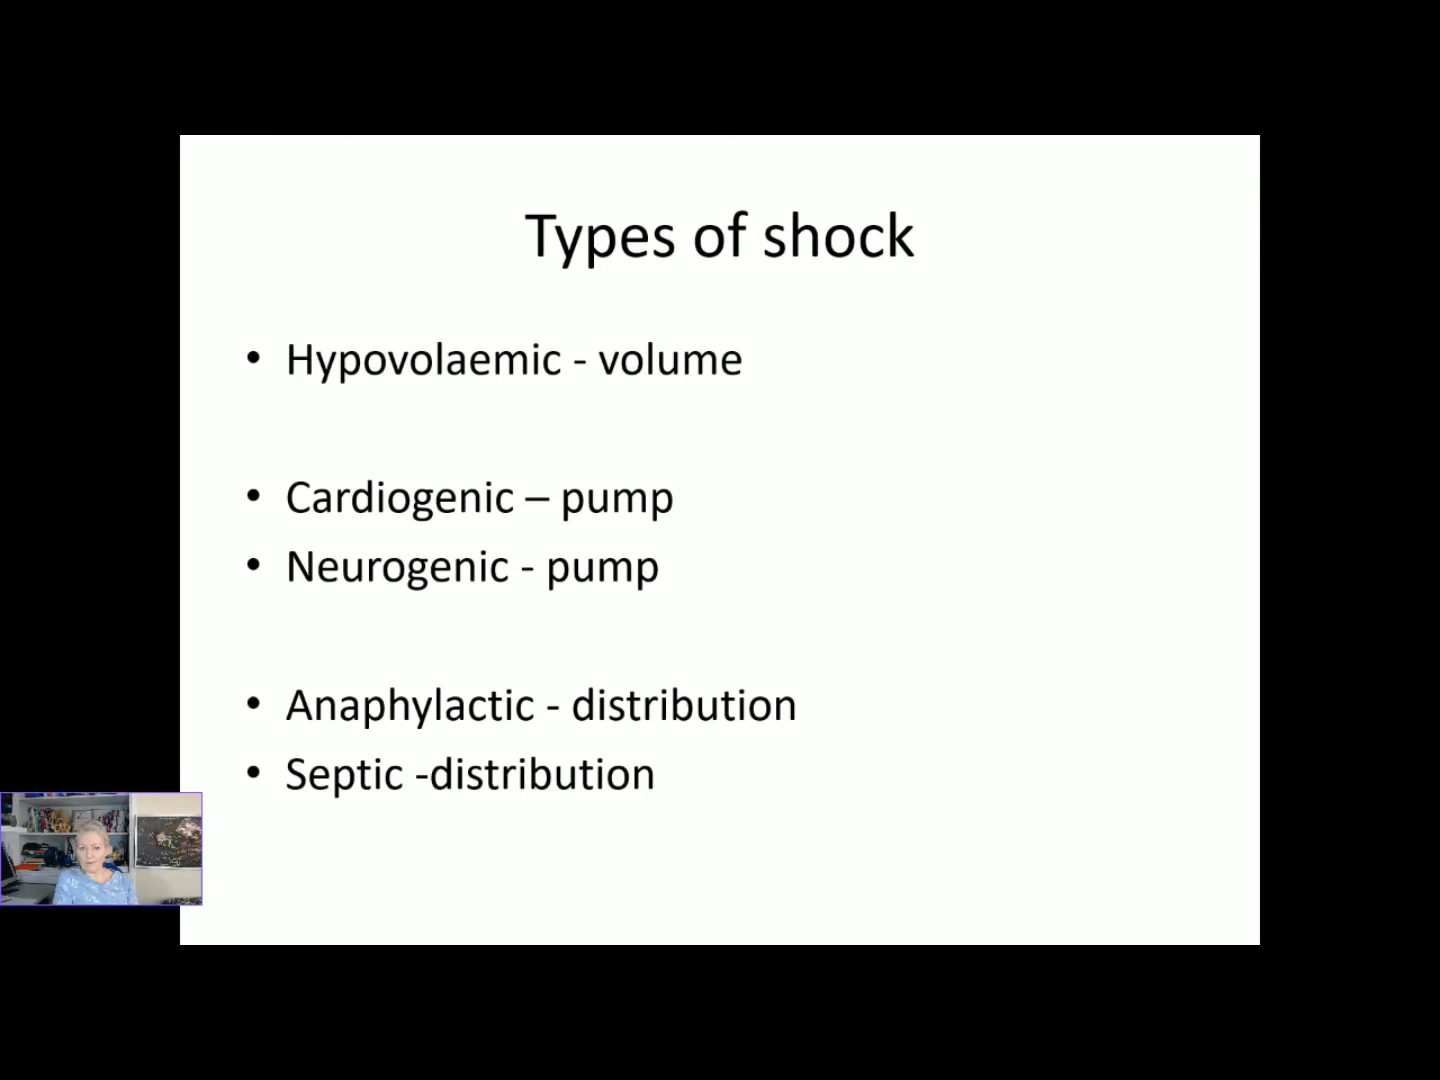 Types of shock
• Hypovolaemic - volume
• Cardiogenic – pump
• Neurogenic - pump
• Anaphylactic - distribution
• Septic -distribution